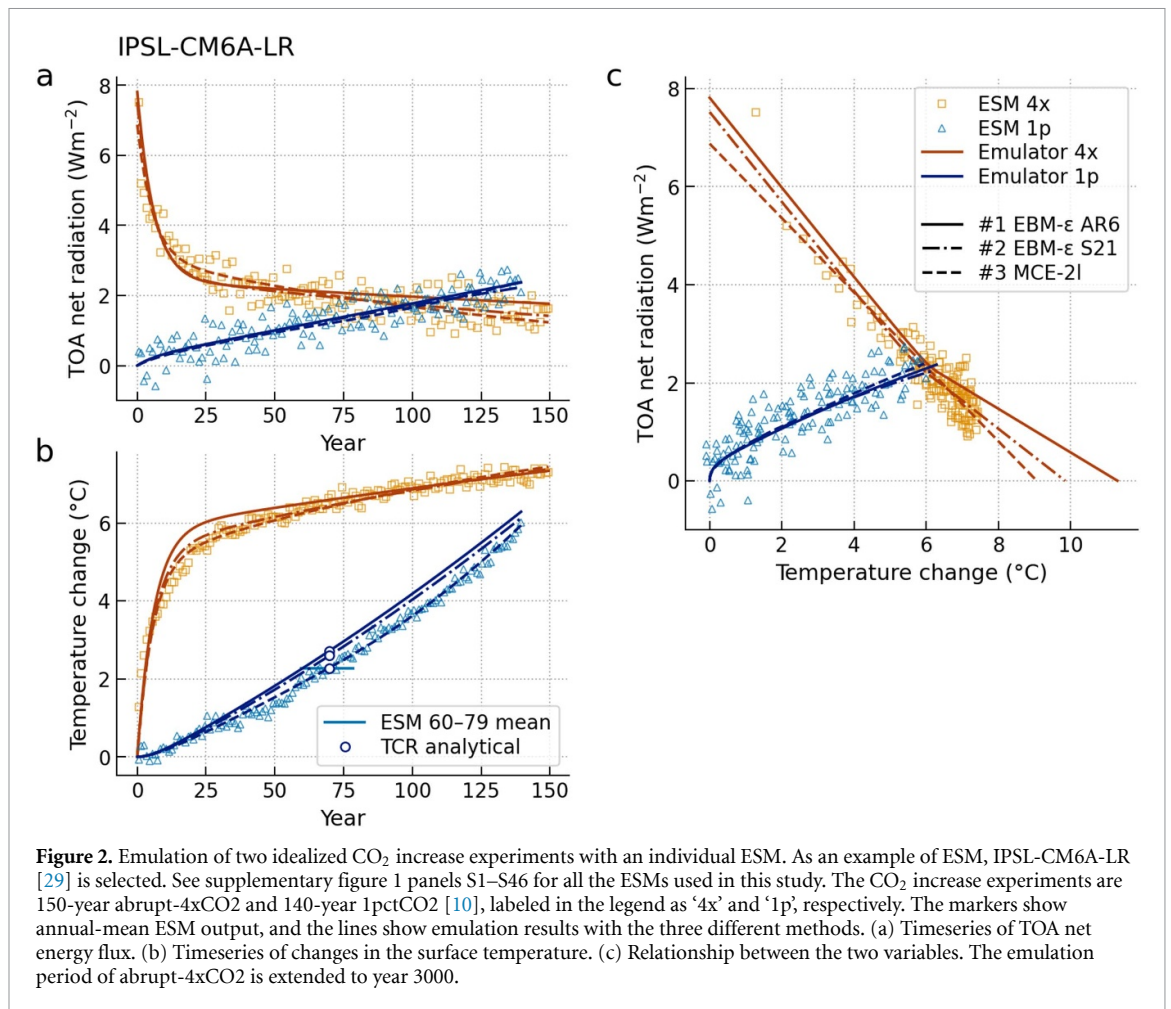 IPSL-CM6A-LR
a
TOA net radiation (Wm⁻²)
8
6
4
2
0
0 25 50 75 100 125 150
Year
b
Temperature change (°C)
6
4
2
0
ESM 60–79 mean
TCR analytical
0 25 50 75 100 125 150
Year
c
TOA net radiation (Wm⁻²)
8
6
4
2
0
ESM 4x
ESM 1p
Emulator 4x
Emulator 1p
#1 EBM-ε AR6
#2 EBM-ε S21
#3 MCE-2l
0 2 4 6 8 10
Temperature change (°C)
Figure 2. Emulation of two idealized CO₂ increase experiments with an individual ESM. As an example of ESM, IPSL-CM6A-LR
[29] is selected. See supplementary figure 1 panels S1–S46 for all the ESMs used in this study. The CO₂ increase experiments are
150-year abrupt-4xCO2 and 140-year 1pctCO2 [10], labeled in the legend as ‘4x’ and ‘1p’, respectively. The markers show
annual-mean ESM output, and the lines show emulation results with the three different methods. (a) Timeseries of TOA net
energy flux. (b) Timeseries of changes in the surface temperature. (c) Relationship between the two variables. The emulation
period of abrupt-4xCO2 is extended to year 3000.